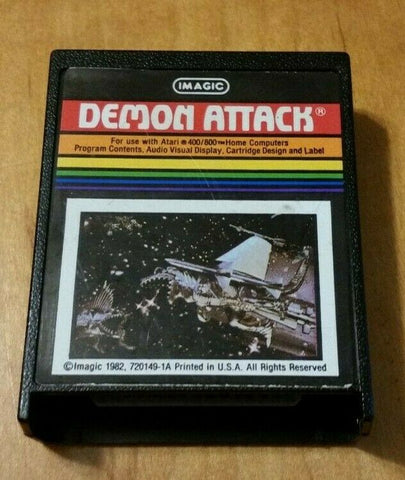 IMAGIC
DEMON ATTACK®
For use with Atari ® 400/800™ Home Computers
Program Contents, Audio Visual Display, Cartridge Design and Label
©Imagic 1982, 720149-1A Printed in U.S.A. All Rights Reserved